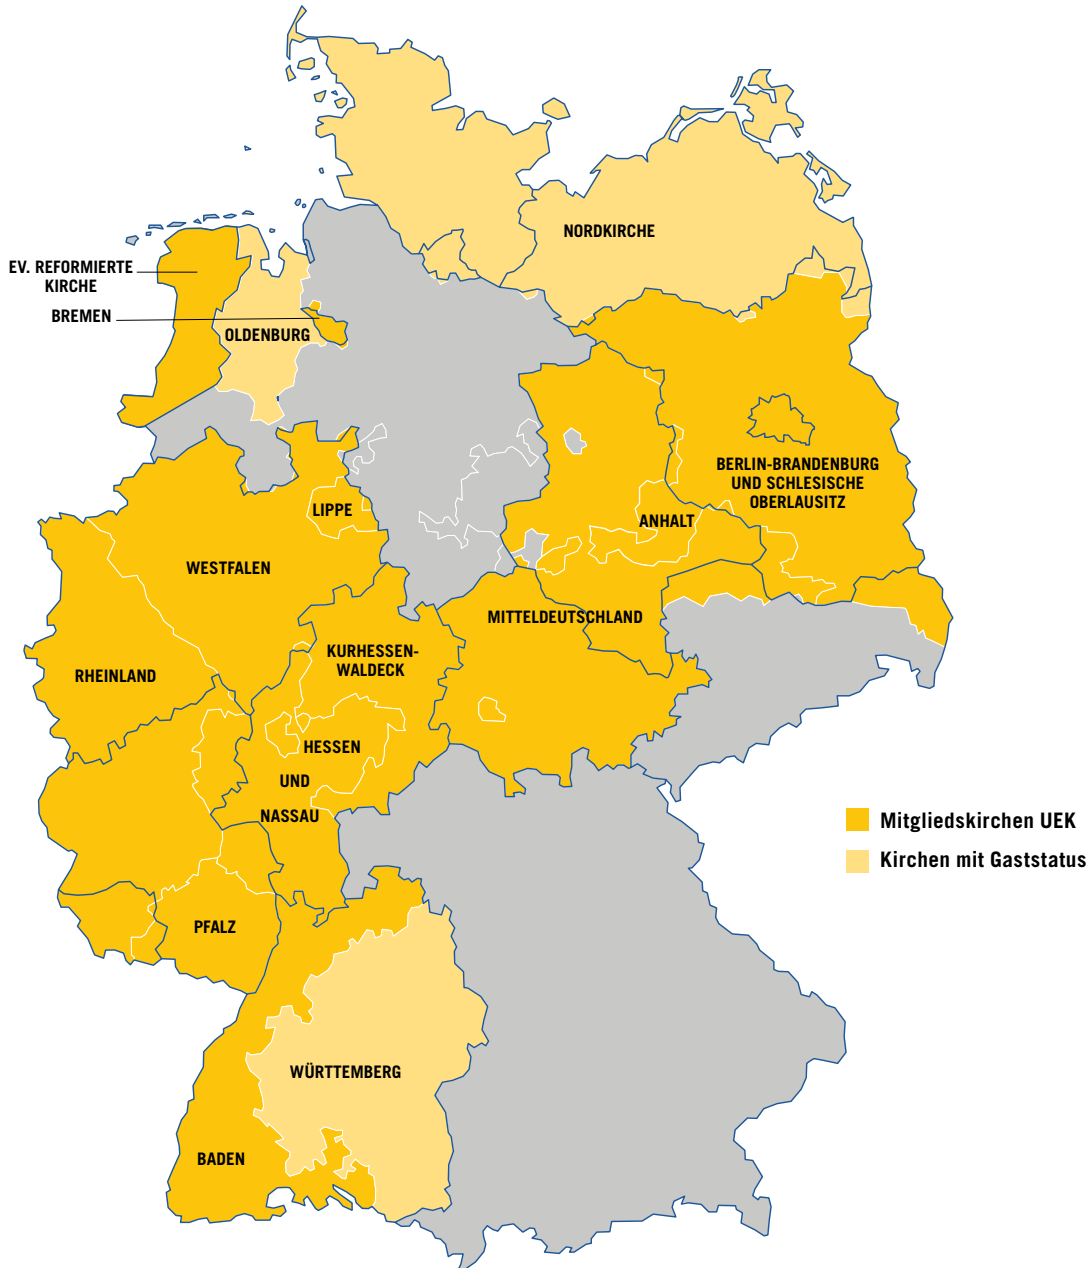 NORDKIRCHE
EV. REFORMIERTE
KIRCHE
BREMEN
OLDENBURG
BERLIN-BRANDENBURG
UND SCHLESISCHE
OBERLAUSITZ
LIPPE
ANHALT
WESTFALEN
MITTELDEUTSCHLAND
KURHESSEN-
WALDECK
RHEINLAND
HESSEN
UND
NASSAU
Mitgliedskirchen UEK
Kirchen mit Gaststatus
PFALZ
WÜRTTEMBERG
BADEN